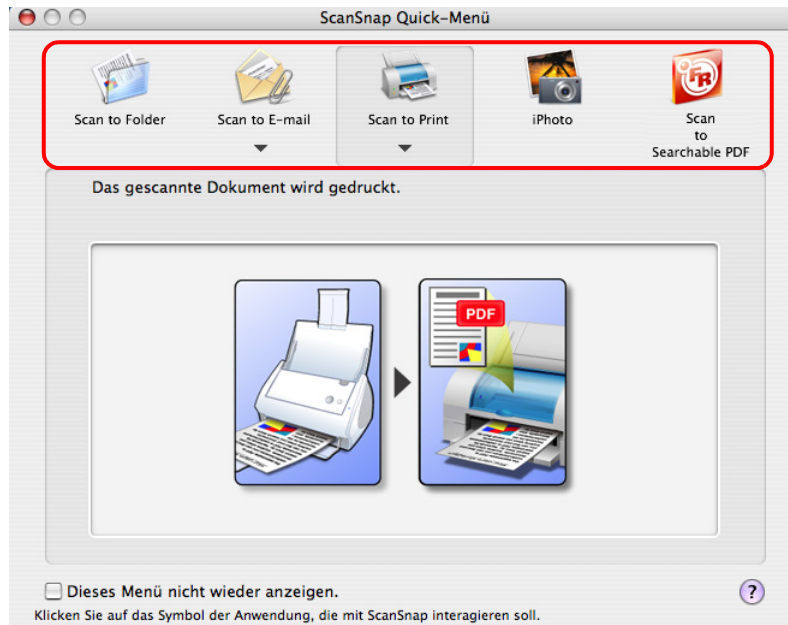 ScanSnap Quick-Menü
Scan to Folder
Scan to E-mail
Scan to Print
iPhoto
Scan
to
Searchable PDF
Das gescannte Dokument wird gedruckt.
PDF
Dieses Menü nicht wieder anzeigen.
?
Klicken Sie auf das Symbol der Anwendung, die mit ScanSnap interagieren soll.